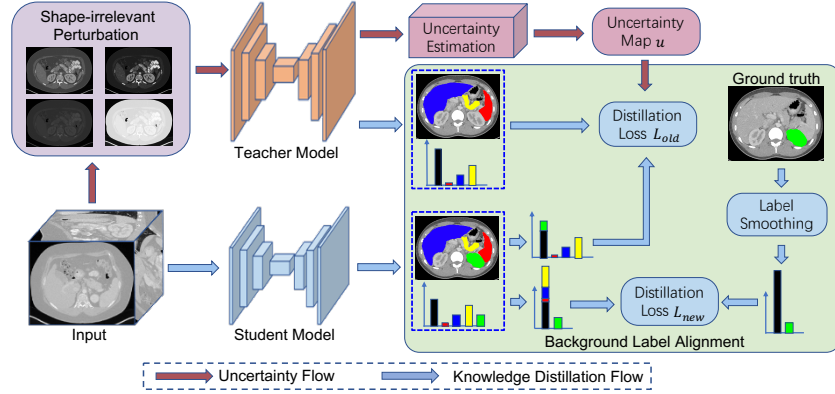 Shape-irrelevant
Perturbation
Uncertainty
Estimation
Uncertainty
Map u
Teacher Model
Ground truth
Distillation
Loss L_old
Label
Smoothing
Distillation
Loss L_new
Input
Student Model
Background Label Alignment
Uncertainty Flow
Knowledge Distillation Flow